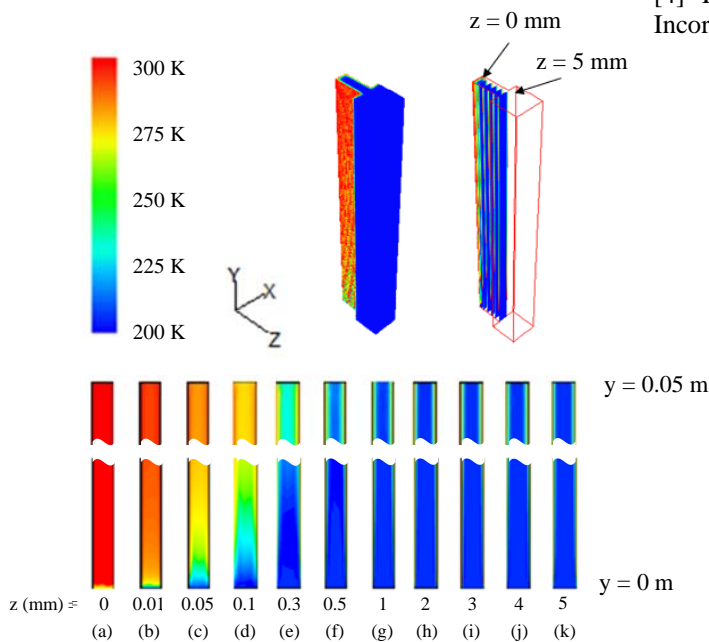 [4]
Incor
z = 0 mm
z = 5 mm
300 K
275 K
250 K
225 K
200 K
Y
X
Z
y = 0.05 m
y = 0 m
z (mm) = 0 0.01 0.05 0.1 0.3 0.5 1 2 3 4 5
(a) (b) (c) (d) (e) (f) (g) (h) (i) (j) (k)